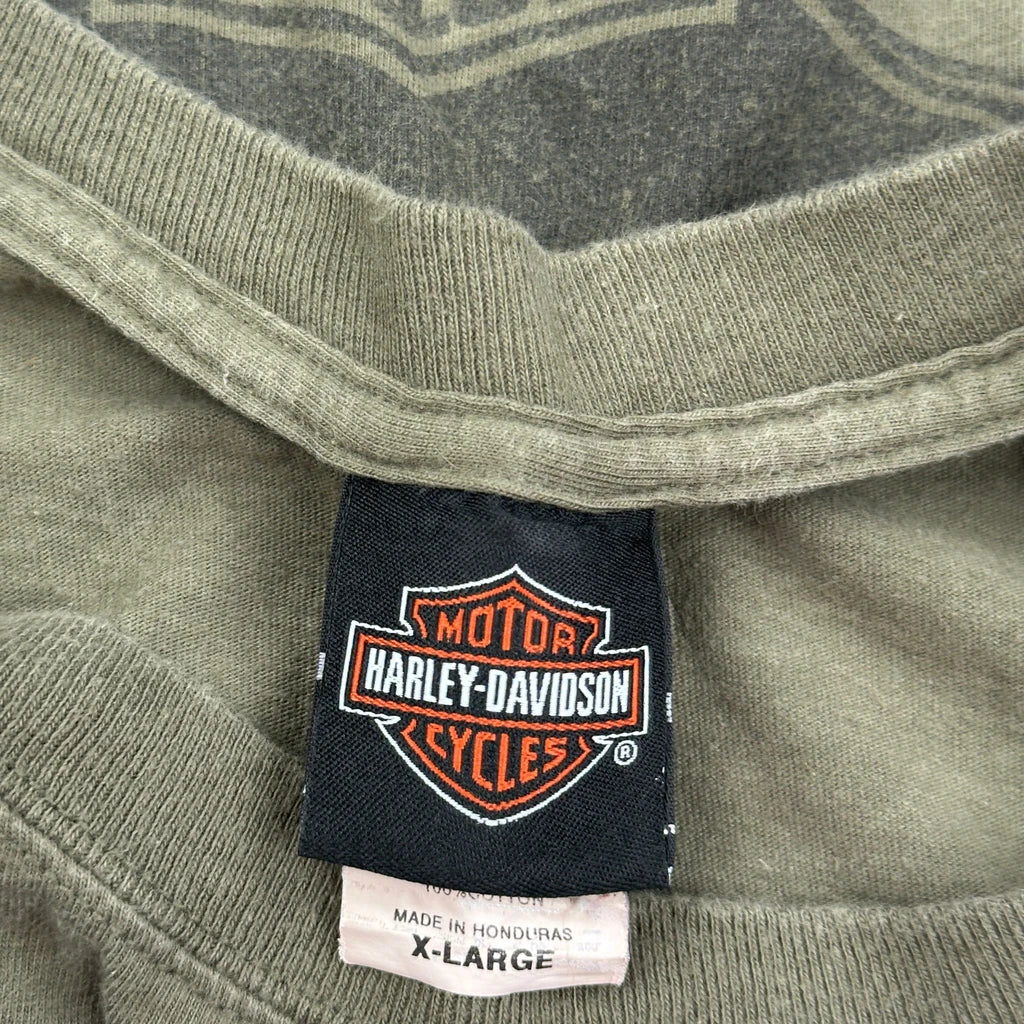 MOTOR
HARLEY-DAVIDSON
CYCLES
®
100% COTTON
MADE IN HONDURAS
X-LARGE